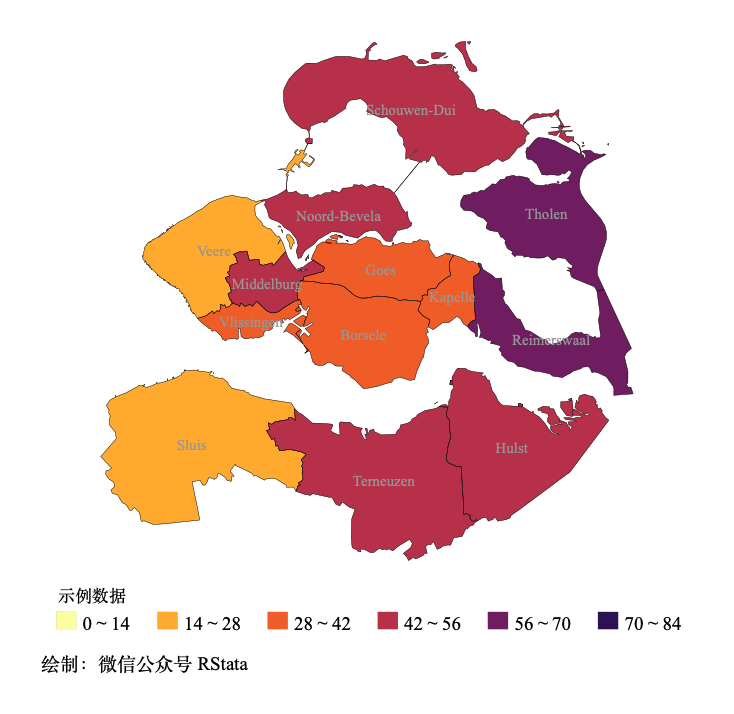 Schouwen-Dui
Tholen
Noord-Bevela
Veere
Goes
Middelburg
Kapelle
Vlissingen
Borsele
Reimerswaal
Sluis
Hulst
Terneuzen
示例数据
0 ~ 14 14 ~ 28 28 ~ 42 42 ~ 56 56 ~ 70 70 ~ 84
绘制：微信公众号 RStata